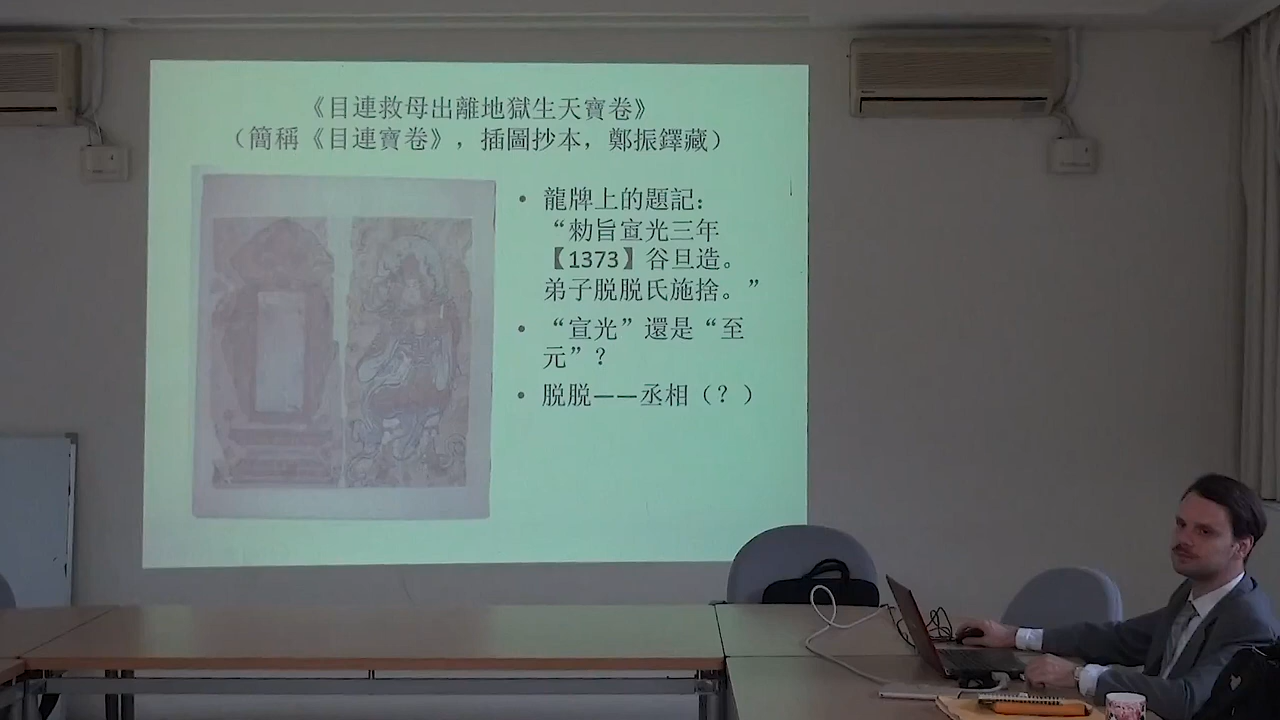 《目連救母出離地獄生天寶卷》
（簡稱《目連寶卷》，插圖抄本，鄭振鐸藏）
• 龍牌上的題記：
“勑旨宣光三年
【1373】谷旦造。
弟子脱脱氏施捨。”
• “宣光”還是“至
元”？
• 脱脱——丞相（？）